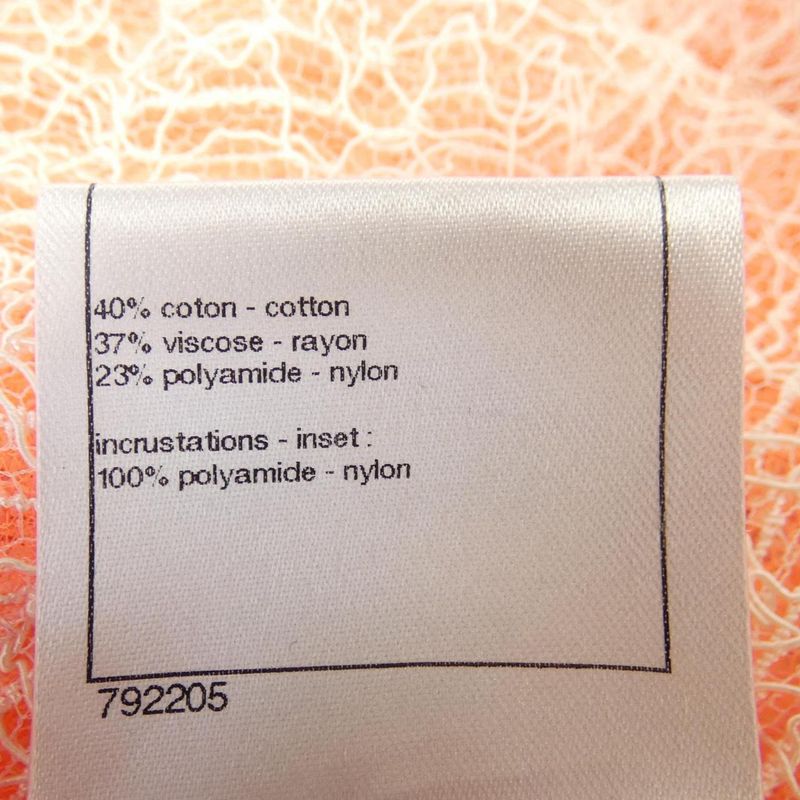 40% coton - cotton
37% viscose - rayon
23% polyamide - nylon
incrustations - inset :
100% polyamide - nylon
792205